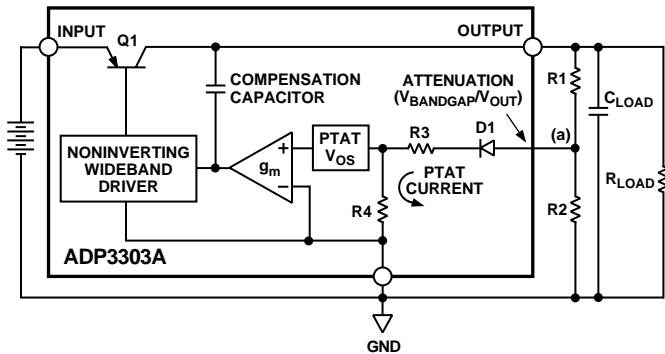 INPUT
Q1
OUTPUT
COMPENSATION
CAPACITOR
ATTENUATION
(VBANDGAP/VOUT)
R1
CLOAD
NONINVERTING
WIDEBAND
DRIVER
gm
+
−
PTAT
VOS
R3
D1
(a)
PTAT
CURRENT
R4
R2
RLOAD
ADP3303A
GND